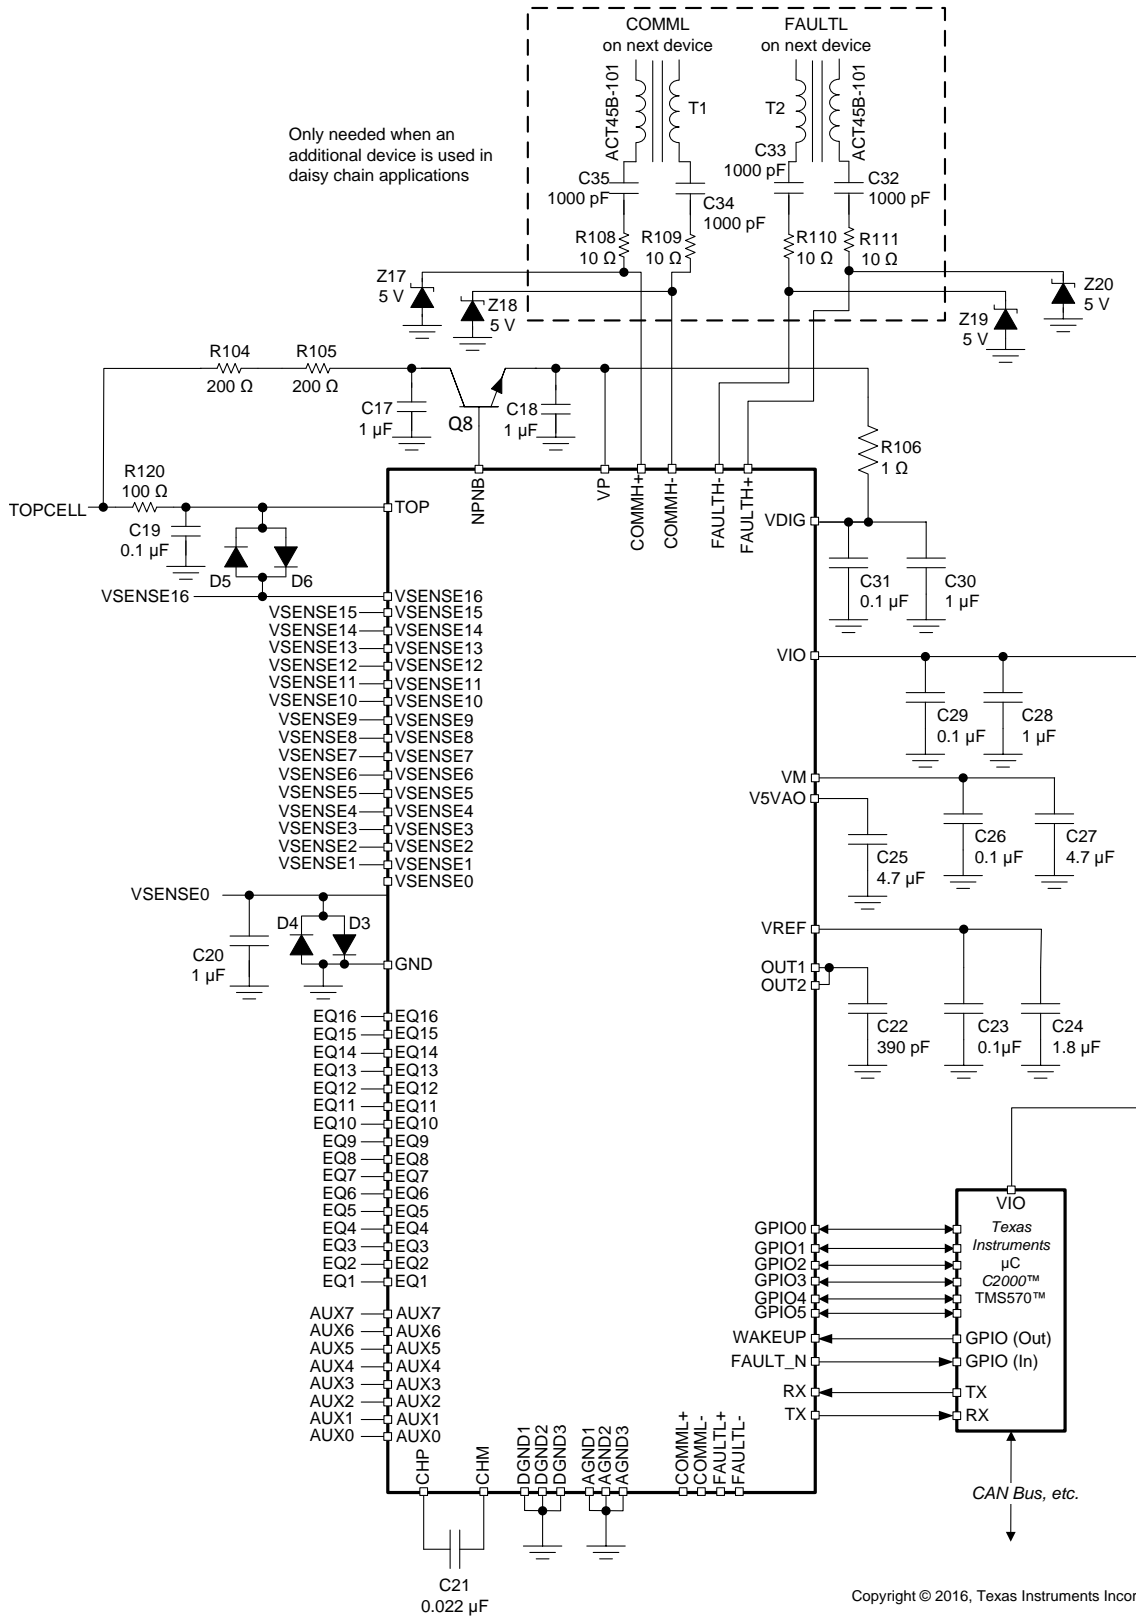 COMML
on next device
FAULTL
on next device
ACT45B-101
T1
T2
ACT45B-101
Only needed when an
additional device is used in
daisy chain applications
C35
1000 pF
C34
1000 pF
C33
1000 pF
C32
1000 pF
R108
10 Ω
R109
10 Ω
R110
10 Ω
R111
10 Ω
Z17
5 V
Z18
5 V
Z19
5 V
Z20
5 V
R104
200 Ω
R105
200 Ω
C17
1 µF
Q8
C18
1 µF
R106
1 Ω
R120
100 Ω
TOPCELL
TOP
NPNB
VP
COMMH+
COMMH-
FAULTH-
FAULTH+
VDIG
C19
0.1 µF
D5
D6
C31
0.1 µF
C30
1 µF
VSENSE16
VSENSE16
VSENSE15
VSENSE15
VSENSE14
VSENSE14
VSENSE13
VSENSE13
VSENSE12
VSENSE12
VSENSE11
VSENSE11
VSENSE10
VSENSE10
VSENSE9
VSENSE9
VSENSE8
VSENSE8
VSENSE7
VSENSE7
VSENSE6
VSENSE6
VSENSE5
VSENSE5
VSENSE4
VSENSE4
VSENSE3
VSENSE3
VSENSE2
VSENSE2
VSENSE1
VSENSE1
VSENSE0
VSENSE0
VIO
C29
0.1 µF
C28
1 µF
VM
V5VAO
C25
4.7 µF
C26
0.1 µF
C27
4.7 µF
D4
D3
C20
1 µF
GND
VREF
OUT1
OUT2
C22
390 pF
C23
0.1µF
C24
1.8 µF
EQ16
EQ16
EQ15
EQ15
EQ14
EQ14
EQ13
EQ13
EQ12
EQ12
EQ11
EQ11
EQ10
EQ10
EQ9
EQ9
EQ8
EQ8
EQ7
EQ7
EQ6
EQ6
EQ5
EQ5
EQ4
EQ4
EQ3
EQ3
EQ2
EQ2
EQ1
EQ1
AUX7
AUX7
AUX6
AUX6
AUX5
AUX5
AUX4
AUX4
AUX3
AUX3
AUX2
AUX2
AUX1
AUX1
AUX0
AUX0
GPIO0
GPIO1
GPIO2
GPIO3
GPIO4
GPIO5
WAKEUP
FAULT_N
RX
TX
VIO
Texas
Instruments
µC
C2000™
TMS570™
GPIO (Out)
GPIO (In)
TX
RX
CHP
CHM
DGND1
DGND2
DGND3
AGND1
AGND2
AGND3
COMML+
COMML-
FAULTL+
FAULTL-
CAN Bus, etc.
C21
0.022 µF
Copyright © 2016, Texas Instruments Incor